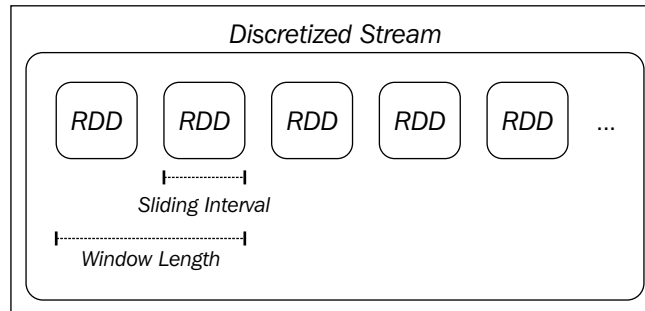 Discretized Stream
RDD RDD RDD RDD RDD ...
Sliding Interval
Window Length